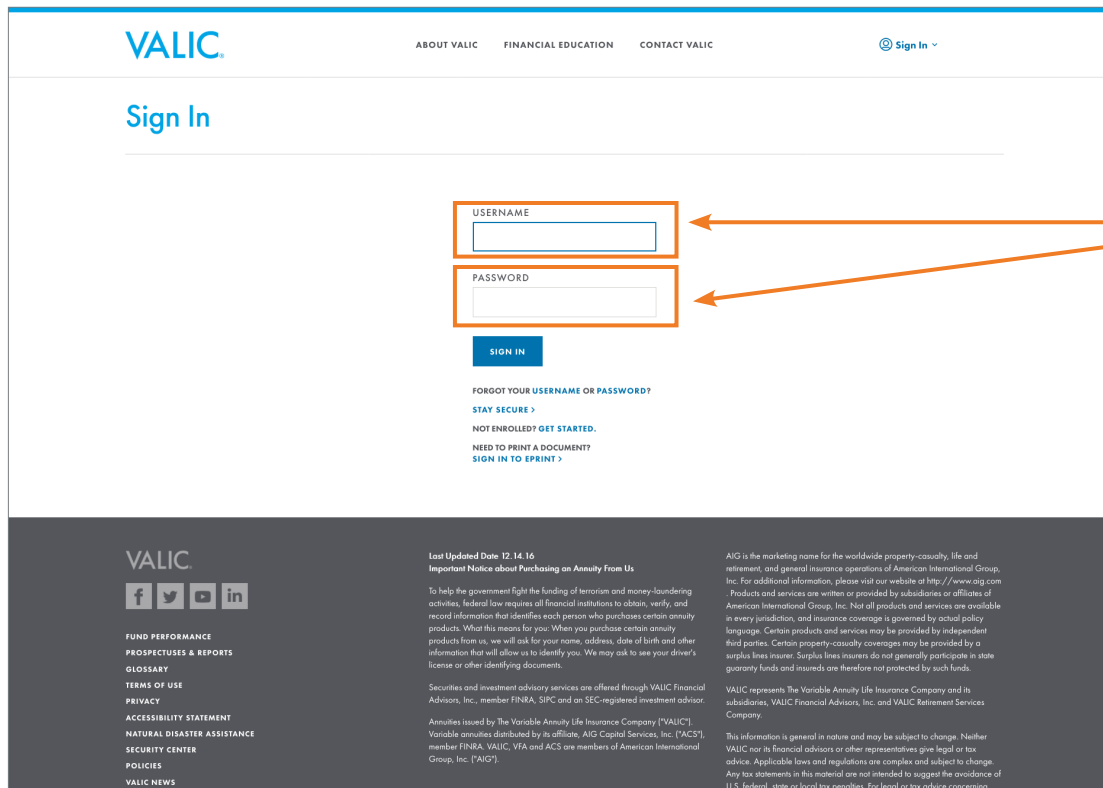 VALIC®
ABOUT VALIC FINANCIAL EDUCATION CONTACT VALIC
Sign In
Sign In
USERNAME
PASSWORD
SIGN IN
FORGOT YOUR USERNAME OR PASSWORD?
STAY SECURE >
NOT ENROLLED? GET STARTED.
NEED TO PRINT A DOCUMENT?
SIGN IN TO EPRINT >
VALIC®
FUND PERFORMANCE
PROSPECTUSES & REPORTS
GLOSSARY
TERMS OF USE
PRIVACY
ACCESSIBILITY STATEMENT
NATURAL DISASTER ASSISTANCE
SECURITY CENTER
POLICIES
VALIC NEWS
Last Updated Date 12.14.16
Important Notice about Purchasing an Annuity From Us
To help the government fight the funding of terrorism and money-laundering
activities, federal law requires all financial institutions to obtain, verify, and
record information that identifies each person who purchases certain annuity
products. What this means for you: When you purchase certain annuity
products from us, we will ask for your name, address, date of birth and other
information that will allow us to identify you. We may ask to see your driver's
license or other identifying documents.
Securities and investment advisory services are offered through VALIC Financial
Advisors, Inc., member FINRA, SIPC and an SEC-registered investment advisor.
Annuities issued by The Variable Annuity Life Insurance Company ("VALIC").
Variable annuities distributed by its affiliate, AIG Capital Services, Inc. ("ACS"),
member FINRA. VALIC, VFA and ACS are members of American International
Group, Inc. ("AIG").
AIG is the marketing name for the worldwide property-casualty, life and
retirement, and general insurance operations of American International Group,
Inc. For additional information, please visit our website at http://www.aig.com
. Products and services are written or provided by subsidiaries or affiliates of
American International Group, Inc. Not all products and services are available
in every jurisdiction, and insurance coverage is governed by actual policy
language. Certain products and services may be provided by independent
third parties. Certain property-casualty coverages may be provided by a
surplus lines insurer. Surplus lines insurers do not generally participate in state
guaranty funds and insureds are therefore not protected by such funds.
VALIC represents The Variable Annuity Life Insurance Company and its
subsidiaries, VALIC Financial Advisors, Inc. and VALIC Retirement Services
Company.
This information is general in nature and may be subject to change. Neither
VALIC nor its financial advisors or other representatives give legal or tax
advice. Applicable laws and regulations are complex and subject to change.
Any tax statements in this material are not intended to suggest the avoidance of
U.S. federal, state or local tax penalties. For legal or tax advice concerning